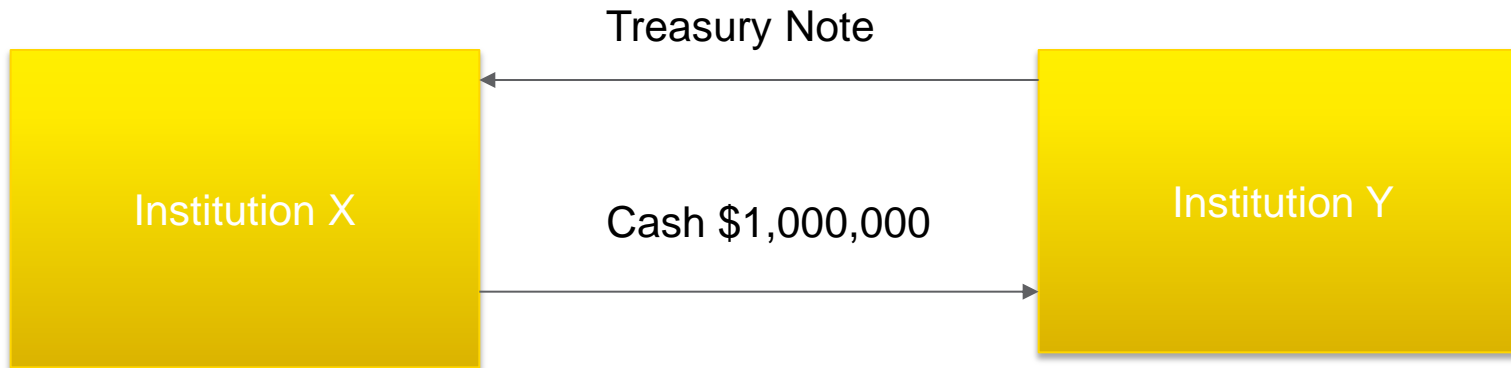 Treasury Note
Institution X
Institution Y
Cash $1,000,000